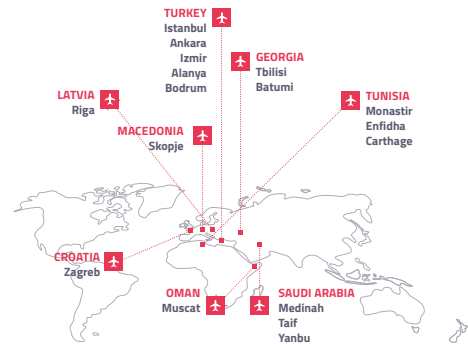 TURKEY
Istanbul
Ankara
Izmir
Alanya
Bodrum
GEORGIA
Tbilisi
Batumi
LATVIA
Riga
TUNISIA
Monastir
Enfidha
Carthage
MACEDONIA
Skopje
CROATIA
Zagreb
OMAN
Muscat
SAUDI ARABIA
Medinah
Taif
Yanbu